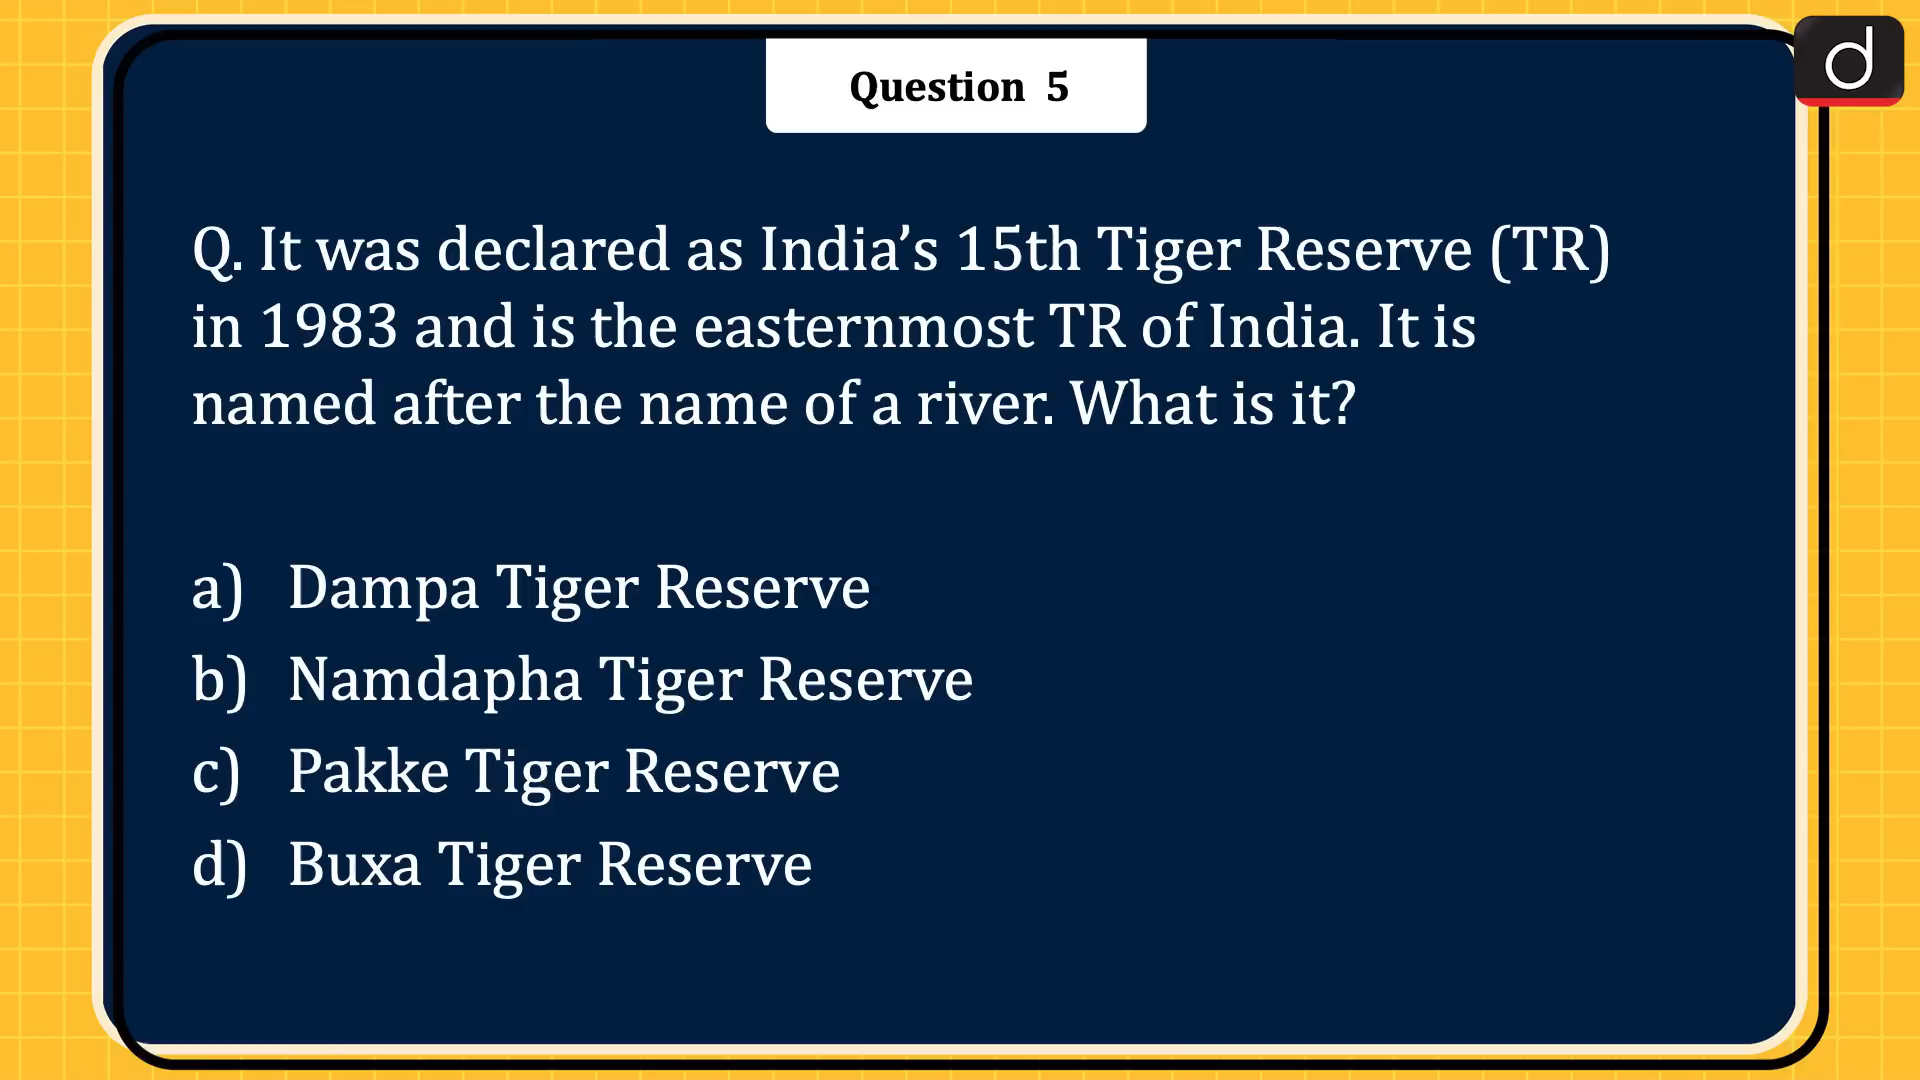 d
Question 5
Q. It was declared as India’s 15th Tiger Reserve (TR)
in 1983 and is the easternmost TR of India. It is
named after the name of a river. What is it?
a) Dampa Tiger Reserve
b) Namdapha Tiger Reserve
c) Pakke Tiger Reserve
d) Buxa Tiger Reserve